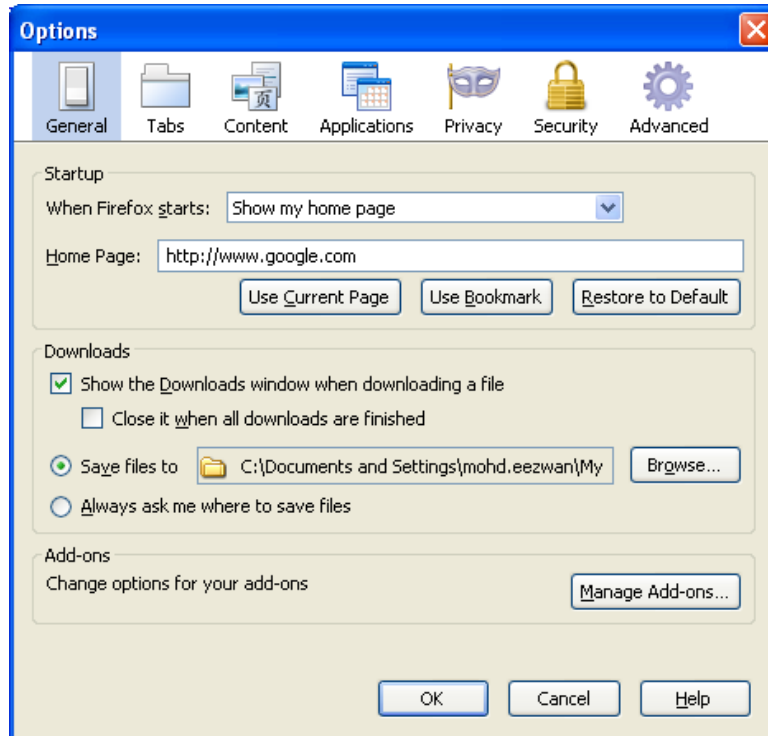 Options
General Tabs Content Applications Privacy Security Advanced
页
Startup
When Firefox starts: Show my home page
Home Page: http://www.google.com
Use Current Page Use Bookmark Restore to Default
Downloads
Show the Downloads window when downloading a file
Close it when all downloads are finished
Save files to C:\Documents and Settings\mohd.eezwan\My Browse...
Always ask me where to save files
Add-ons
Change options for your add-ons
Manage Add-ons...
OK Cancel Help